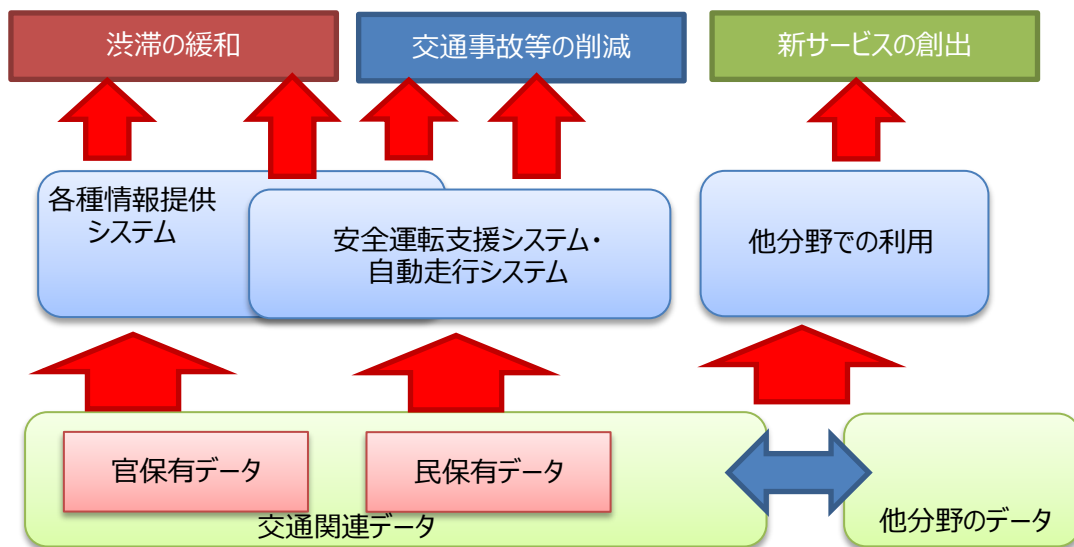 渋滞の緩和
交通事故等の削減
新サービスの創出
各種情報提供
システム
安全運転支援システム・
自動走行システム
他分野での利用
官保有データ
民保有データ
交通関連データ
他分野のデータ